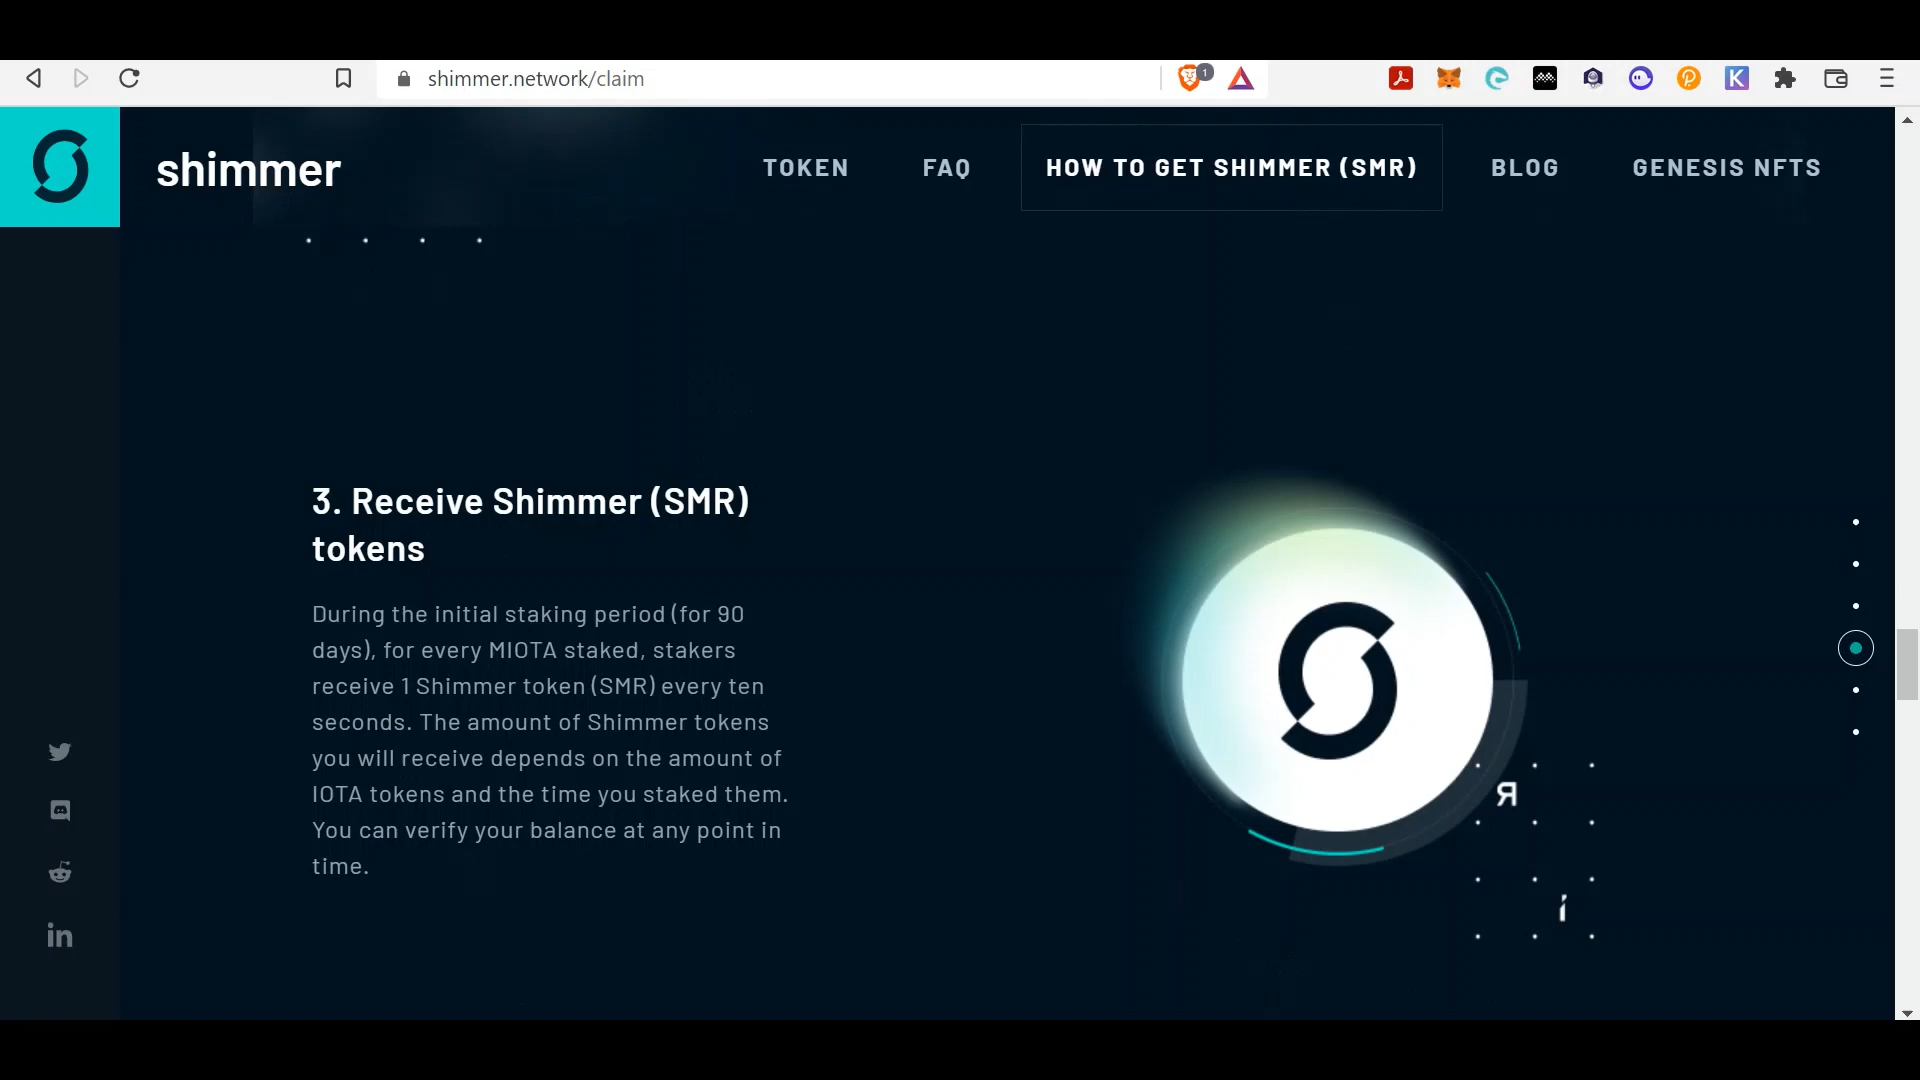 shimmer.network/claim
1
shimmer
TOKEN
FAQ
HOW TO GET SHIMMER (SMR)
BLOG
GENESIS NFTS
3. Receive Shimmer (SMR)
tokens
During the initial staking period (for 90
days), for every MIOTA staked, stakers
receive 1 Shimmer token (SMR) every ten
seconds. The amount of Shimmer tokens
you will receive depends on the amount of
IOTA tokens and the time you staked them.
You can verify your balance at any point in
time.
Я
in